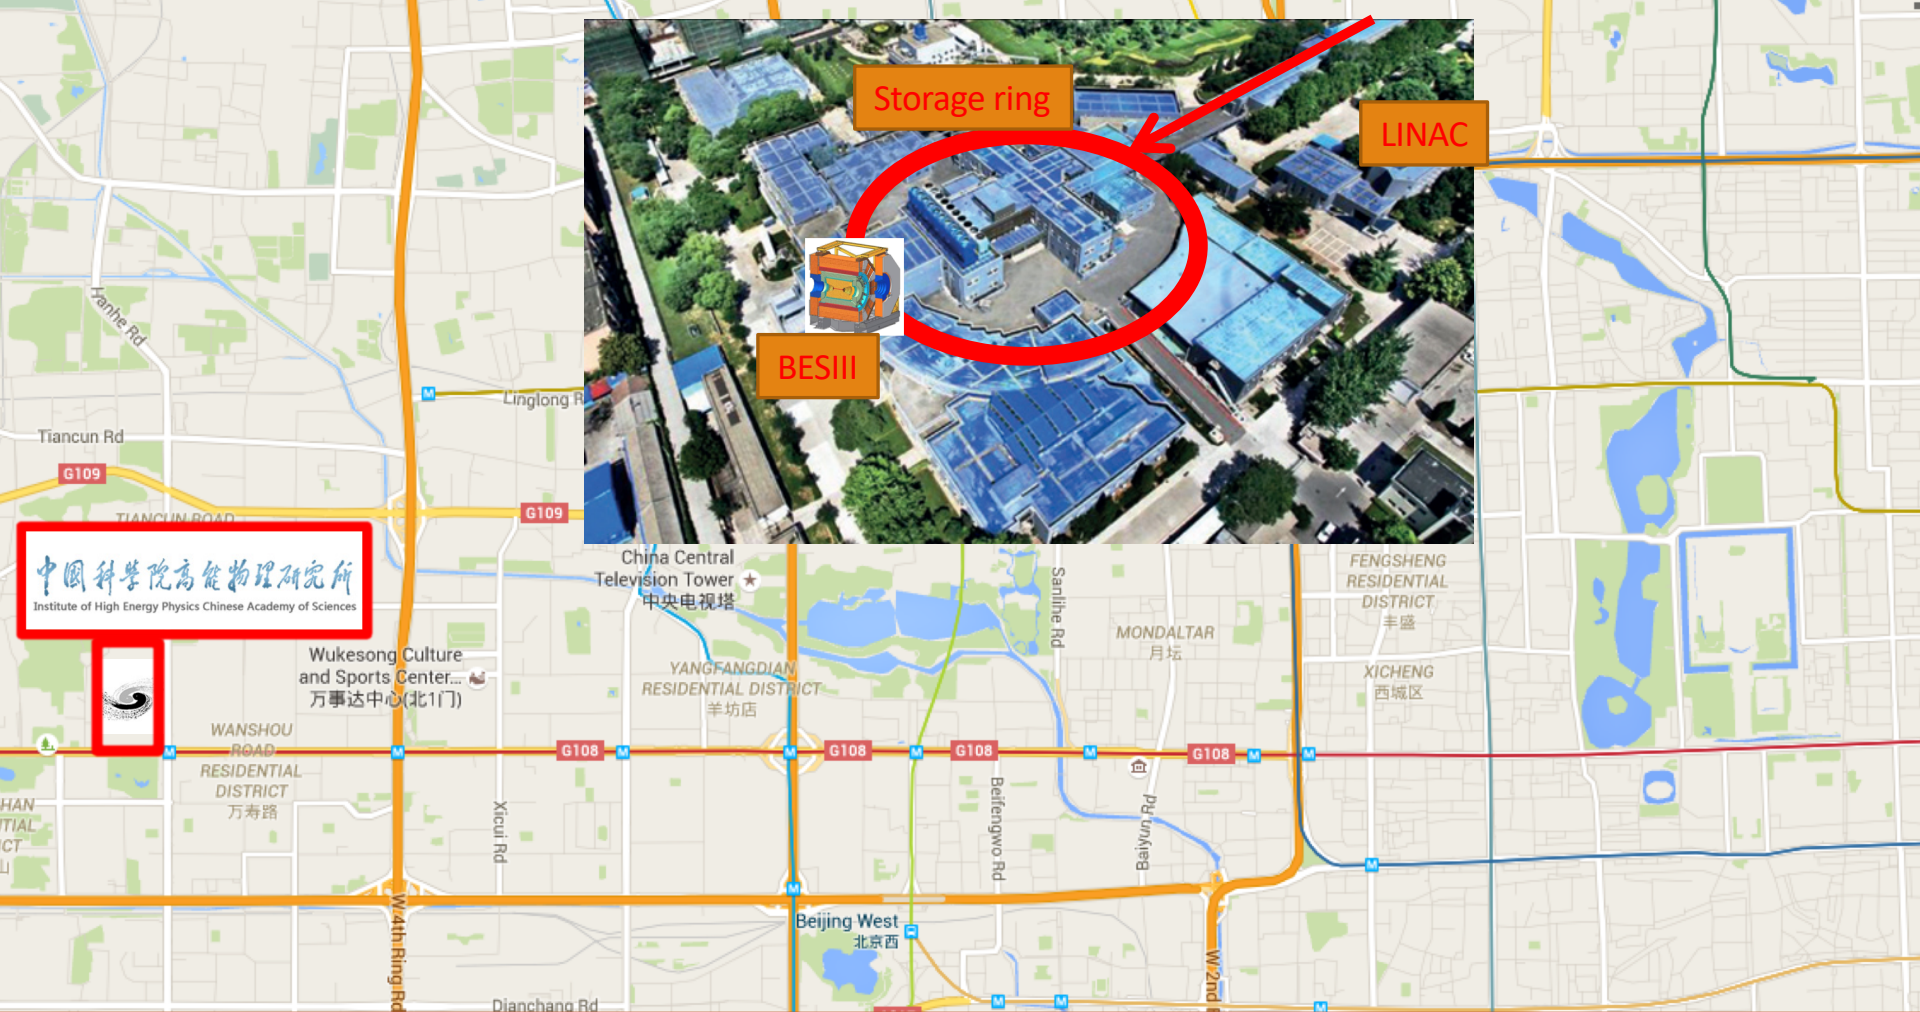 Storage ring
LINAC
BESIII
Hanhe Rd
Linglong R
Tiancun Rd
G109
G109
TIANCUN ROAD
中国科学院高能物理研究所
Institute of High Energy Physics Chinese Academy of Sciences
China Central
Television Tower
中央电视塔
Sanlihe Rd
FENGSHENG
RESIDENTIAL
DISTRICT
丰盛
MONDALTAR
月坛
XICHENG
西城区
Wukesong Culture
and Sports Center...
万事达中心(北1门)
YANGFANGDIAN
RESIDENTIAL DISTRICT
羊坊店
WANSHOU
ROAD
RESIDENTIAL
DISTRICT
万寿路
M
M
M
M
M
M
M
M
M
M
M
M
M
M
G108
G108
G108
G108
HAN
TIAL
CT
山
Xicui Rd
Beifengwo Rd
Baiyun Rd
Beijing West
北京西
W 4th Ring Rd
W 2nd
Dianchang Rd